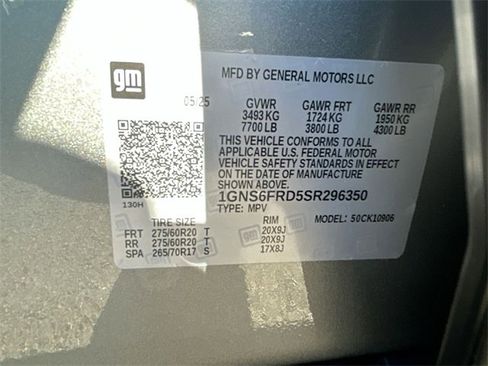 gm
MFD BY GENERAL MOTORS LLC
05/25 GVWR GAWR FRT GAWR RR
3493 KG 1724 KG 1950 KG
7700 LB 3800 LB 4300 LB
THIS VEHICLE CONFORMS TO ALL
APPLICABLE U.S. FEDERAL MOTOR
VEHICLE SAFETY STANDARDS IN EFFECT
ON THE DATE OF MANUFACTURE
SHOWN ABOVE.
1GNS6FRD5SR296350
130H TYPE: MPV MODEL: 50CK10906
TIRE SIZE RIM
FRT 275/60R20 T 20X9J
RR 275/60R20 T 20X9J
SPA 265/70R17 S 17X8J